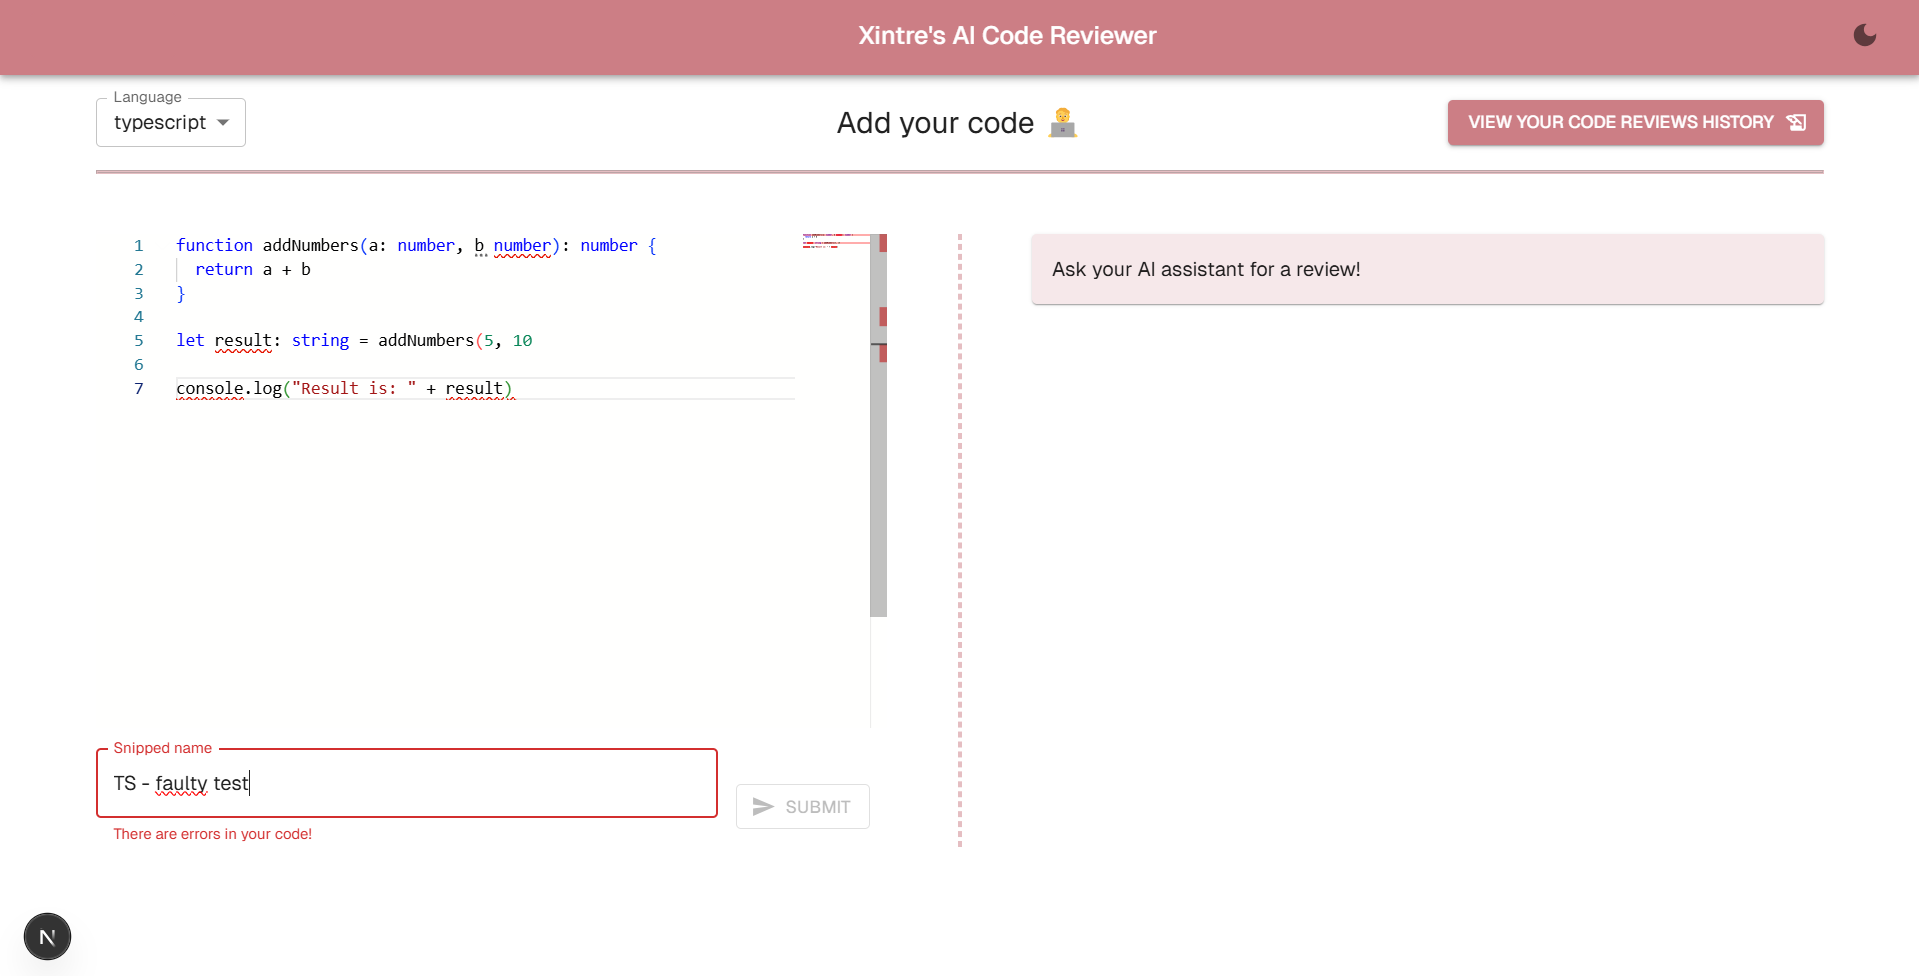 Xintre's AI Code Reviewer
Language
typescript
Add your code
VIEW YOUR CODE REVIEWS HISTORY
1 function addNumbers(a: number, b number): number {
2   return a + b
3 }
4
5 let result: string = addNumbers(5, 10
6
7 console.log("Result is: " + result)
Ask your AI assistant for a review!
Snipped name
TS - faulty test
SUBMIT
There are errors in your code!
N